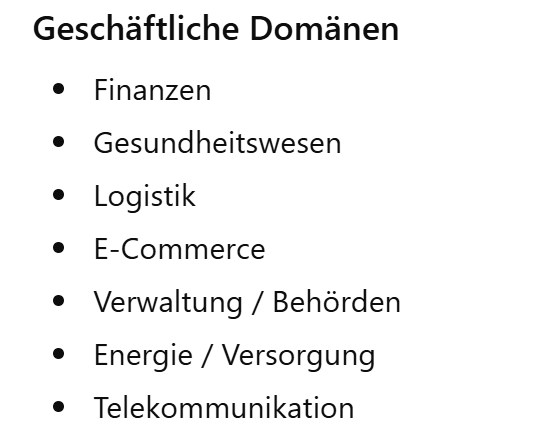 Geschäftliche Domänen
• Finanzen
• Gesundheitswesen
• Logistik
• E-Commerce
• Verwaltung / Behörden
• Energie / Versorgung
• Telekommunikation